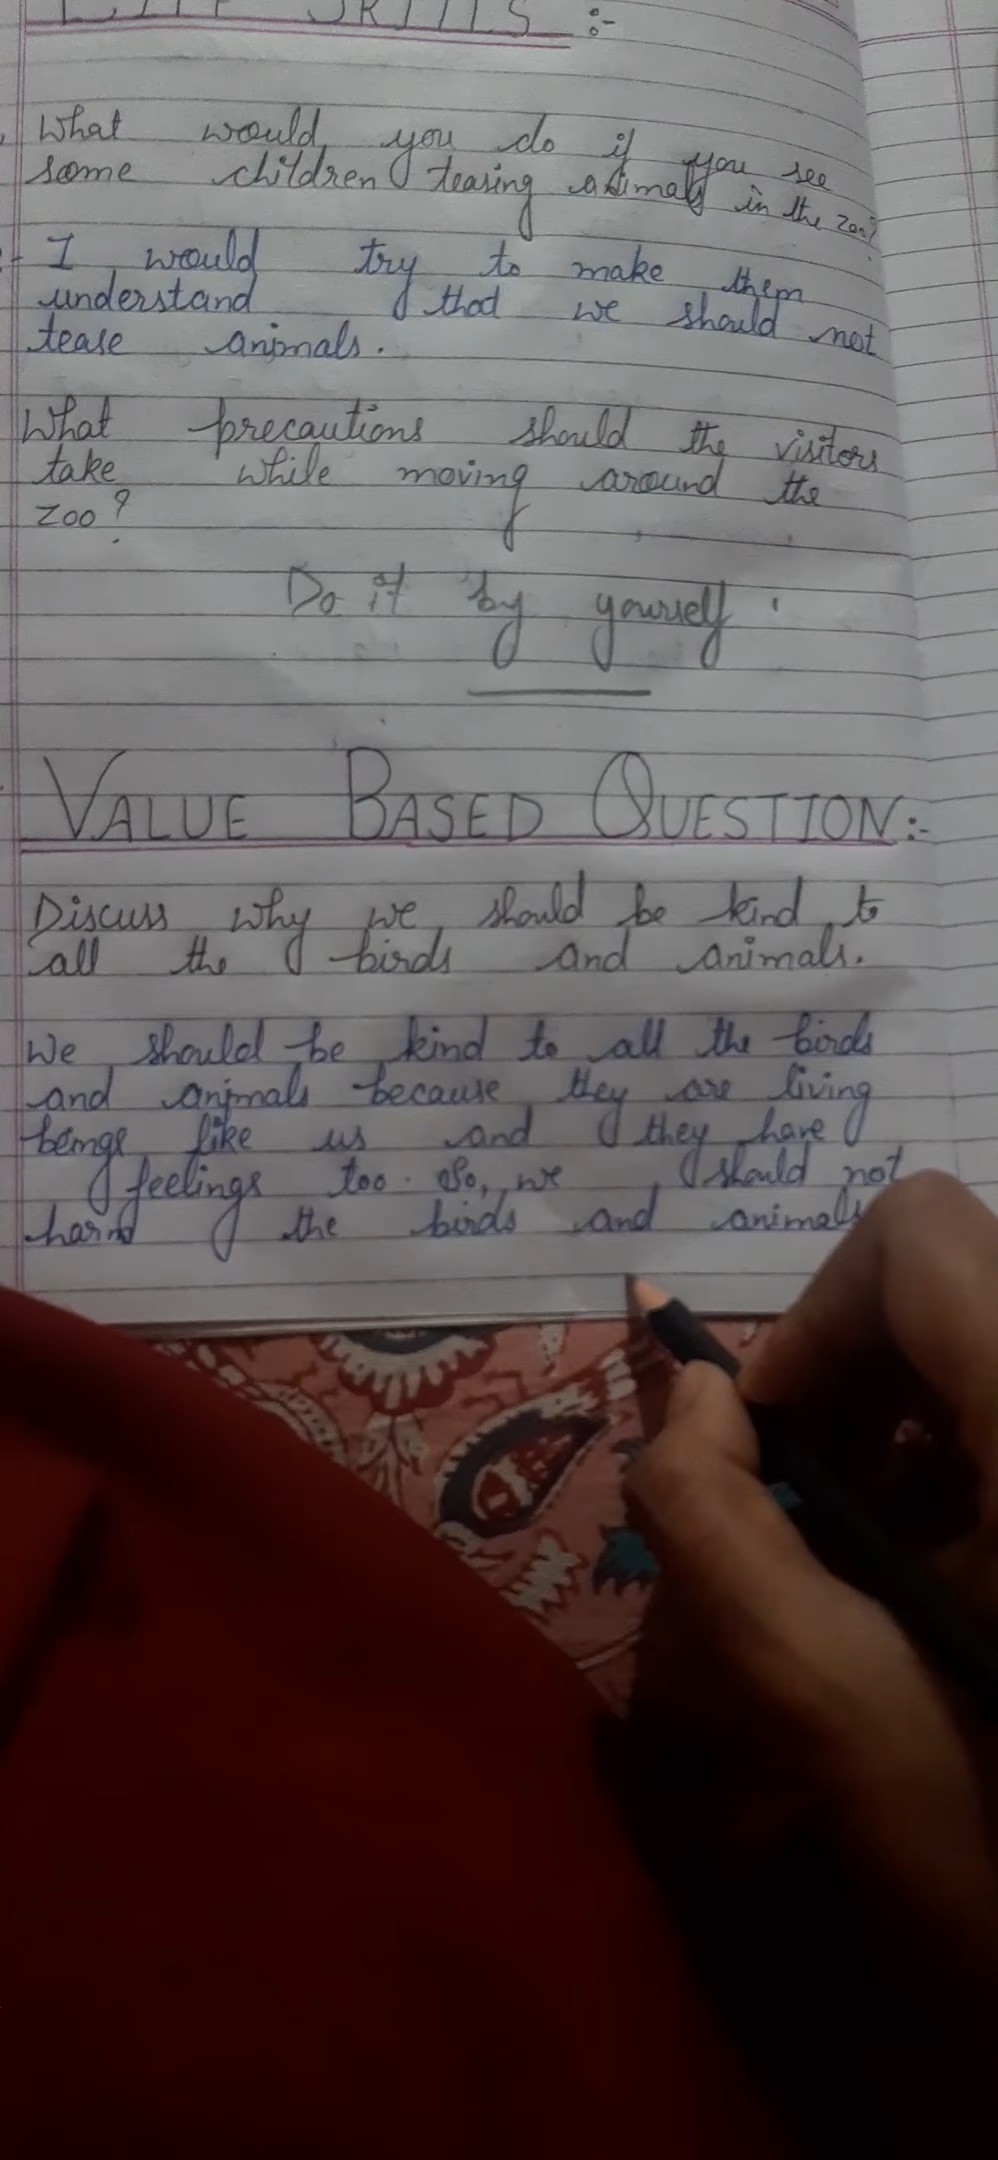 LIFE SKILLS :-
What would you do if you see
some children teasing animals in the zoo?
:- I would try to make them
understand that we should not
tease animals.
What precautions should the visitors
take while moving around the
zoo?
Do it by yourself.
VALUE BASED QUESTION:-
Discuss why we should be kind to
all the birds and animals.
We should be kind to all the birds
and animals because they are living
beings like us and they have
feelings too. So, we should not
harm the birds and animals